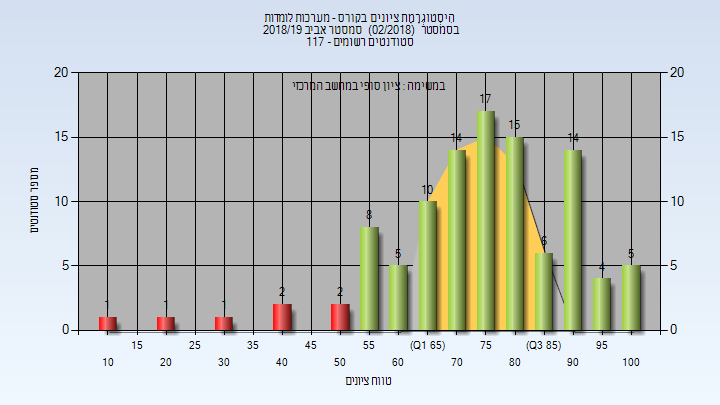 היסטוגרמת ציונים בקורס - מערכות לומדות
בסמסטר (02/2018) סמסטר אביב 2018/19
סטודנטים רשומים - 117
במשימה : ציון סופי במחשב המרכזי
20 20
15 15
10 10
5 5
0 0
מספר סטודנטים
1 1 1 2 2 8 5 10 14 17 15 6 14 4 5
15 25 35 45 55 (Q1 65) 75 (Q3 85) 95
10 20 30 40 50 60 70 80 90 100
טווח ציונים